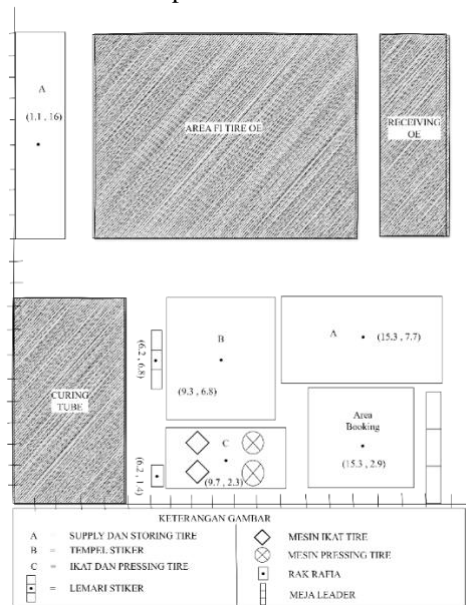 A
(1.1 , 16)
AREA FI TIRE OE
RECEIVING
OE
A
(15.3 , 7.7)
B
(9.3 , 6.8)
(6.2 , 6.8)
CURING
TUBE
C
(9.7 , 2.3)
(6.2 , 1.4)
Area
Booking
(15.3 , 2.9)
KETERANGAN GAMBAR
A = SUPPLY DAN STORING TIRE
B = TEMPEL STIKER
C = IKAT DAN PRESSING TIRE
= LEMARI STIKER
MESIN IKAT TIRE
MESIN PRESSING TIRE
RAK RAFIA
MEJA LEADER